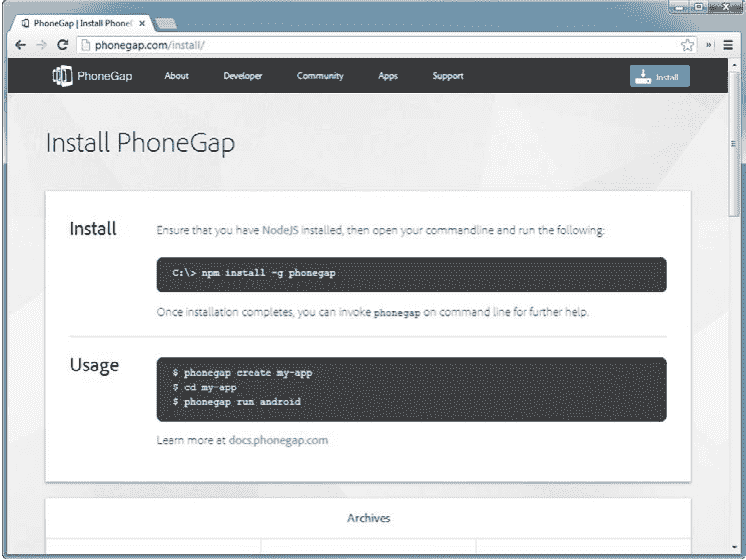 PhoneGap | Install PhoneG
phonegap.com/install/
PhoneGap About Developer Community Apps Support Install
Install PhoneGap
Install
Ensure that you have NodeJS installed, then open your commandline and run the following:
C:\> npm install -g phonegap
Once installation completes, you can invoke phonegap on command line for further help.
Usage
$ phonegap create my-app
$ cd my-app
$ phonegap run android
Learn more at docs.phonegap.com
Archives